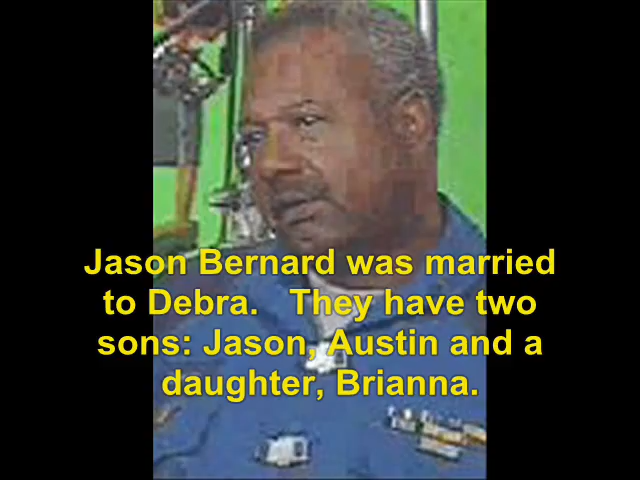 Jason Bernard was married
to Debra.   They have two
sons: Jason, Austin and a
daughter, Brianna.